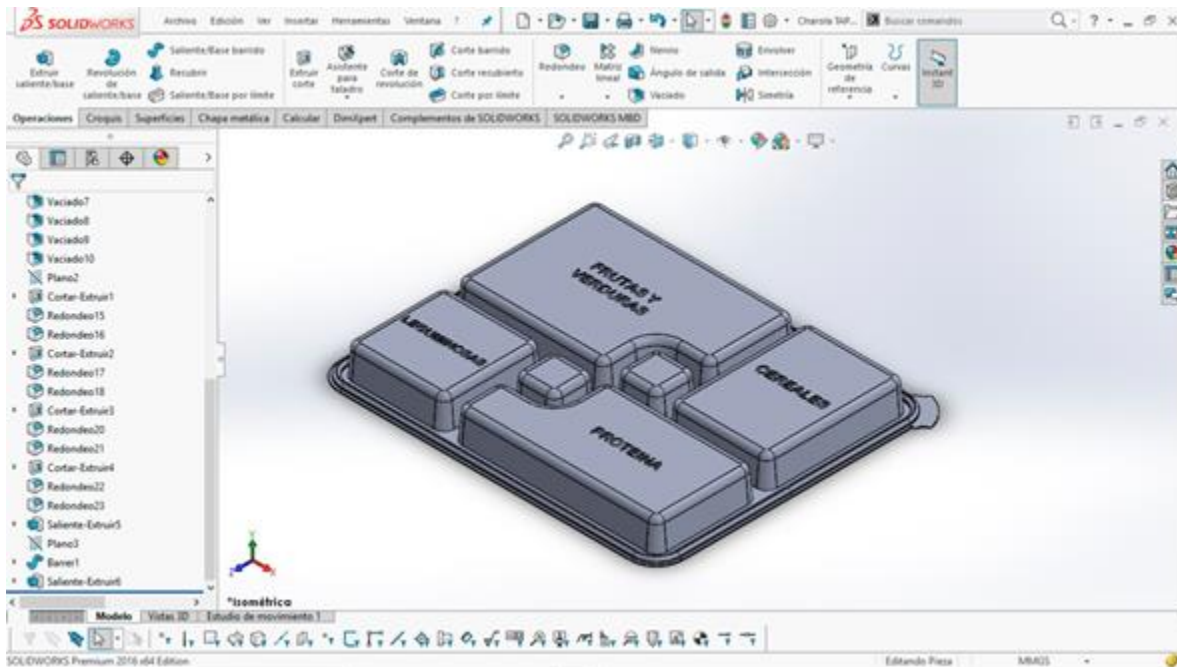 SOLIDWORKS
Archivo Edición Ver Insertar Herramientas Ventana ?
Charola TAP... Buscar comandos
Extruir saliente/base
Revolución de saliente/base
Saliente/Base barrido
Recubrir
Saliente/Base por límite
Extruir corte
Asistente para taladro
Corte de revolución
Corte barrido
Corte recubierto
Corte por límite
Redondeo
Matriz lineal
Nervio
Ángulo de salida
Vaciado
Envolver
Intersección
Simetría
Geometría de referencia
Curvas
Instant 3D
Operaciones Croquis Superficies Chapa metálica Calcular DimXpert Complementos de SOLIDWORKS SOLIDWORKS MBD
Vaciado7
Vaciado8
Vaciado9
Vaciado10
Plano2
Cortar-Extruir1
Redondeo15
Redondeo16
Cortar-Extruir2
Redondeo17
Redondeo18
Cortar-Extruir3
Redondeo20
Redondeo21
Cortar-Extruir4
Redondeo22
Redondeo23
Saliente-Extruir5
Plano3
Barrer1
Saliente-Extruir6
FRUTAS Y
VERDURAS
LEGUMINOSAS
CEREALES
PROTEINA
*Isométrica
Modelo Vistas 3D Estudio de movimiento 1
SOLIDWORKS Premium 2016 x64 Edition
Editando Pieza MMGS